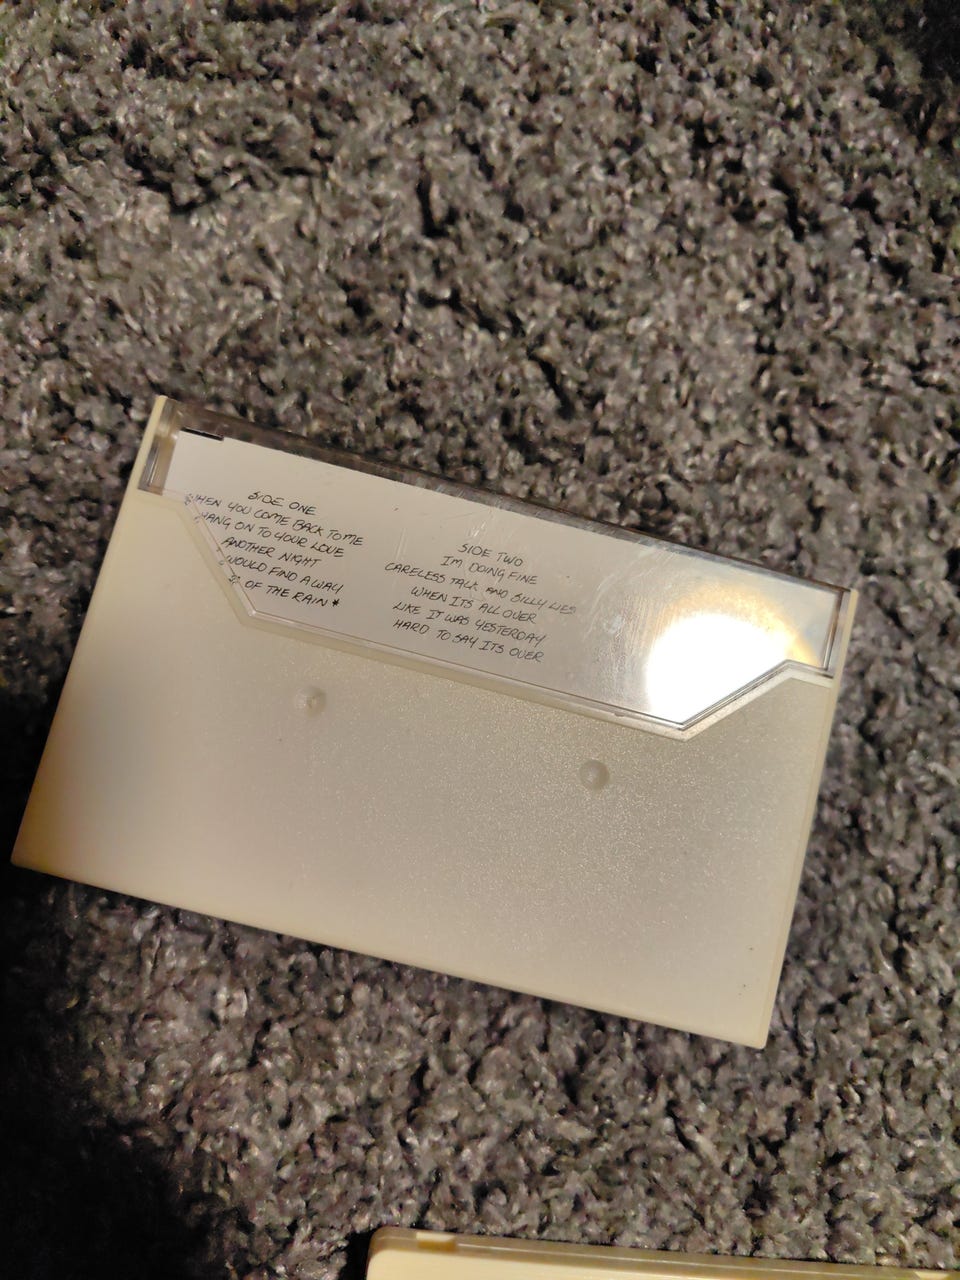 SIDE ONE
WHEN YOU COME BACK TO ME
HANG ON TO YOUR LOVE
ANOTHER NIGHT
I WOULD FIND A WAY
OF THE RAIN *
SIDE TWO
IM DOING FINE
CARELESS TALK AND BILLY LIES
WHEN ITS ALL OVER
LIKE IT WAS YESTERDAY
HARD TO SAY ITS OVER